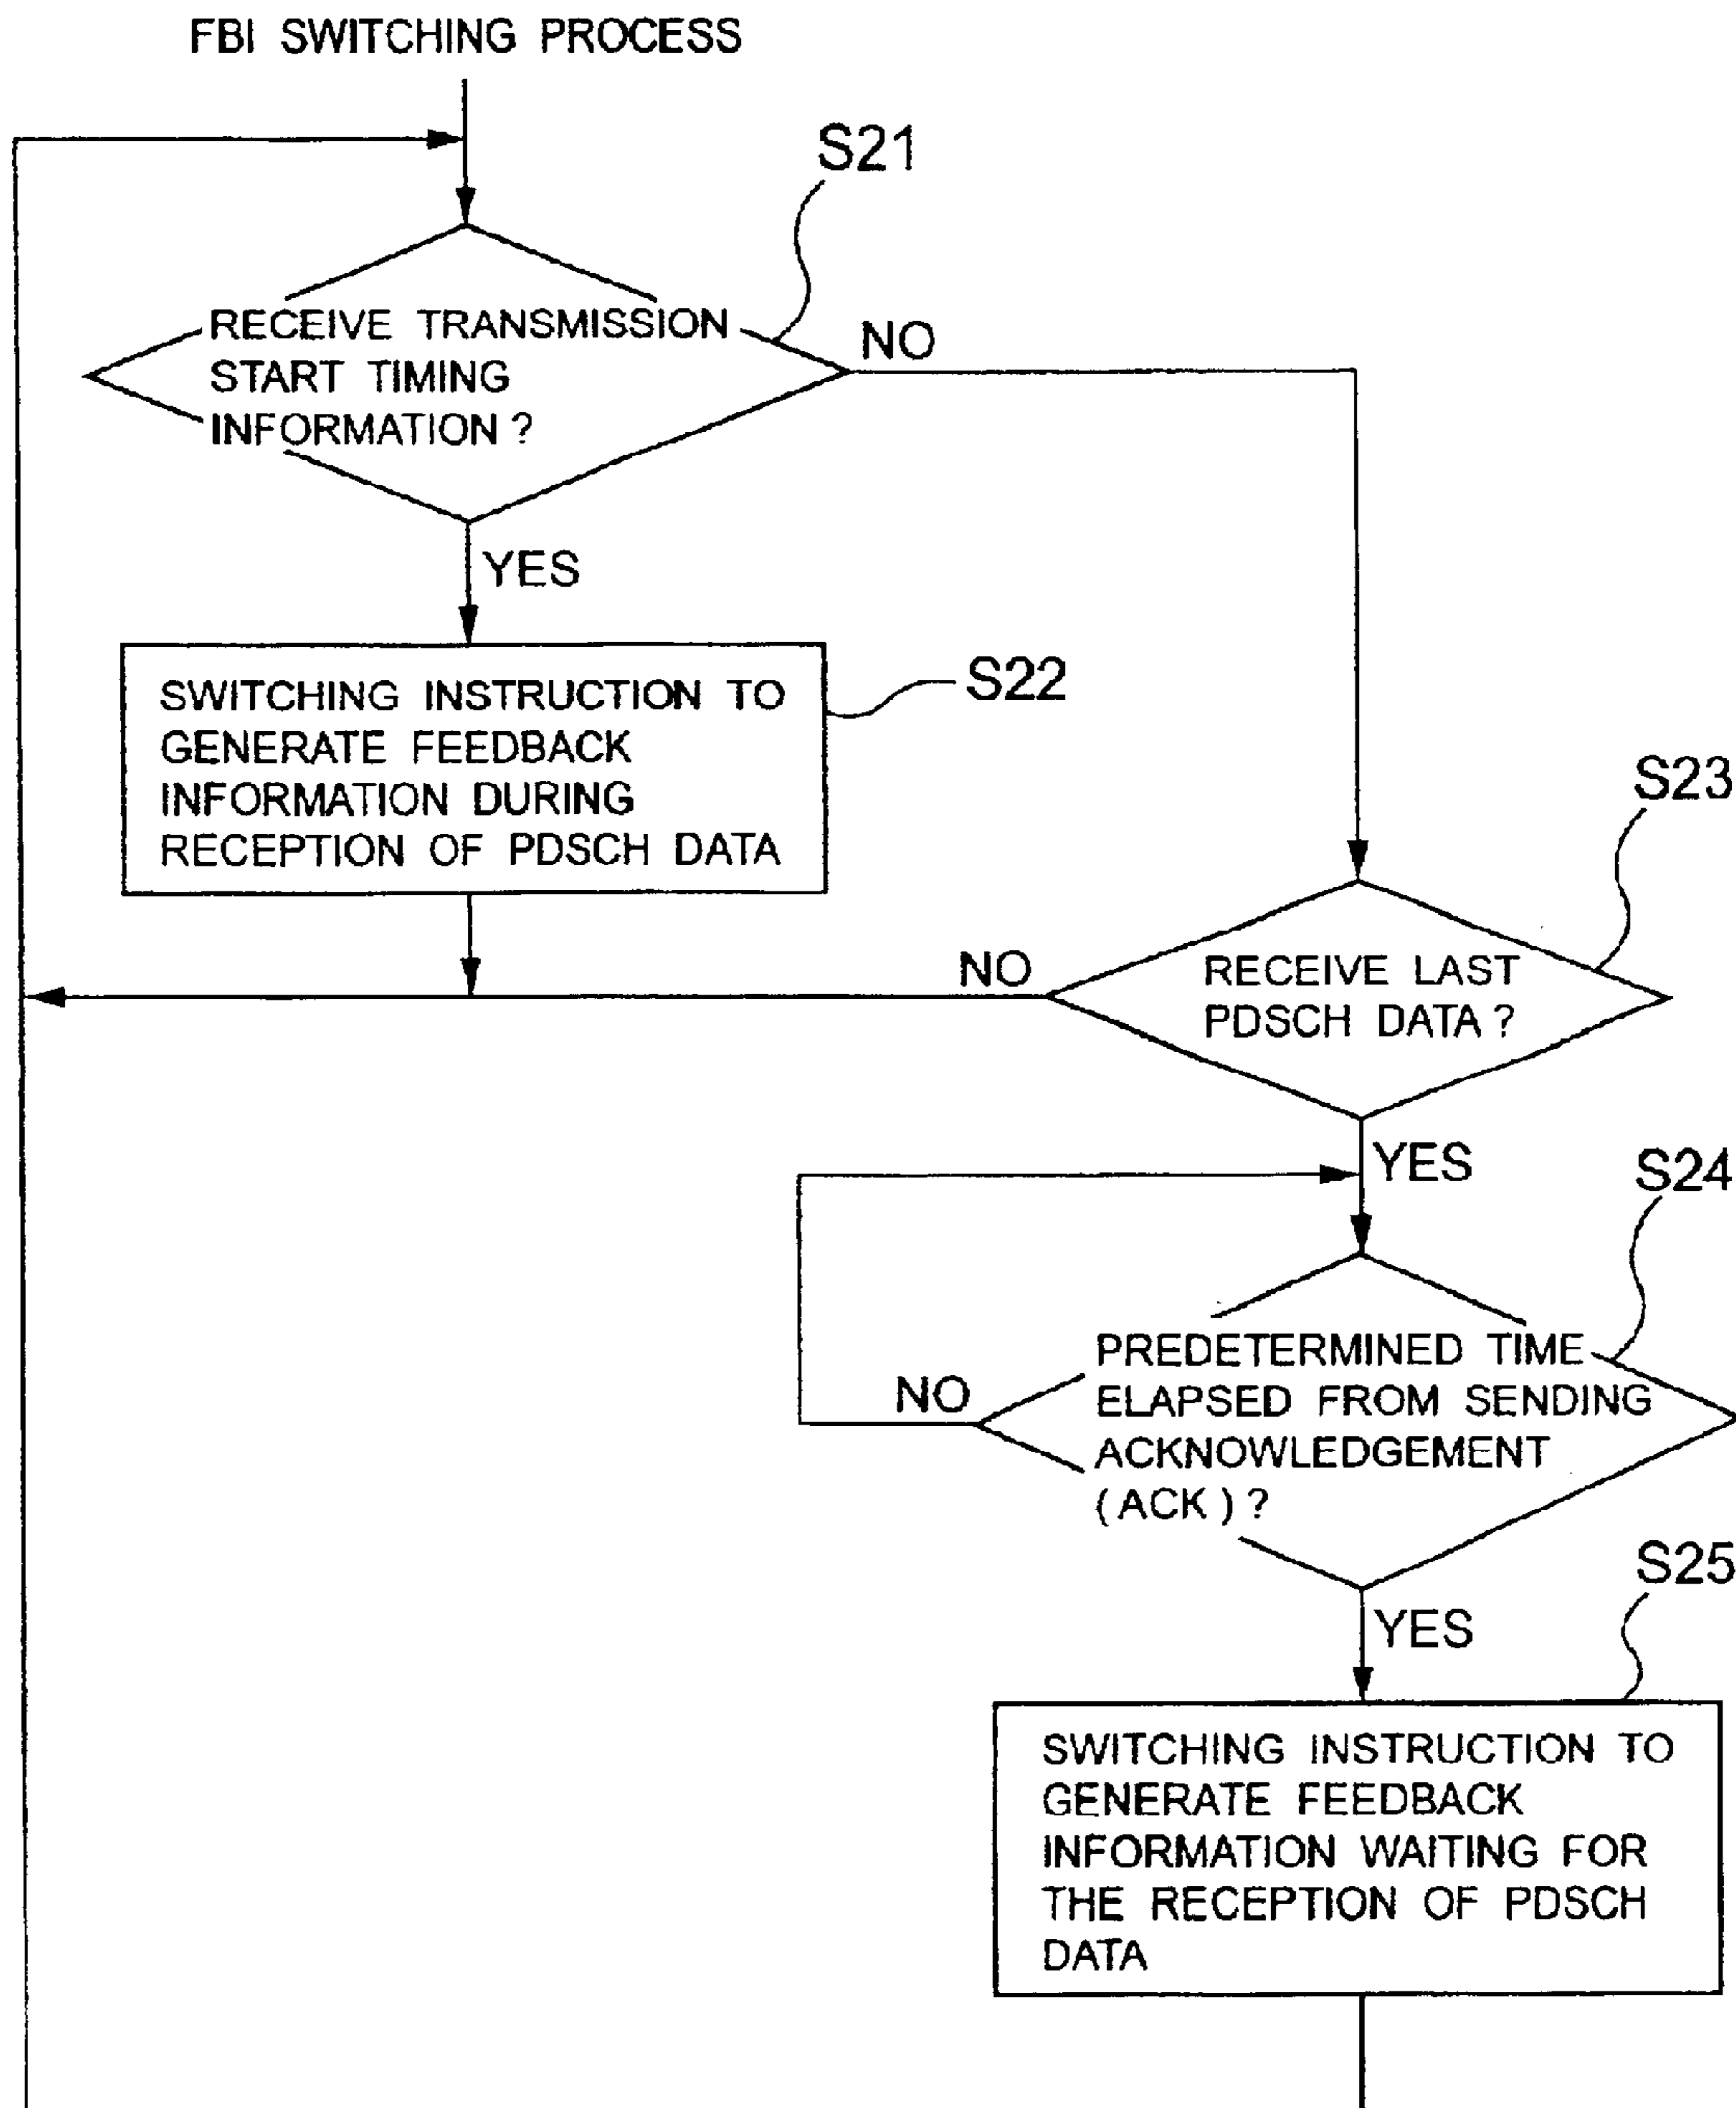 FBI SWITCHING PROCESS
S21
RECEIVE TRANSMISSION
START TIMING
INFORMATION ?
NO
YES
S22
SWITCHING INSTRUCTION TO
GENERATE FEEDBACK
INFORMATION DURING
RECEPTION OF PDSCH DATA
S23
NO
RECEIVE LAST
PDSCH DATA ?
YES
S24
PREDETERMINED TIME
ELAPSED FROM SENDING
ACKNOWLEDGEMENT
(ACK) ?
NO
YES
S25
SWITCHING INSTRUCTION TO
GENERATE FEEDBACK
INFORMATION WAITING FOR
THE RECEPTION OF PDSCH
DATA